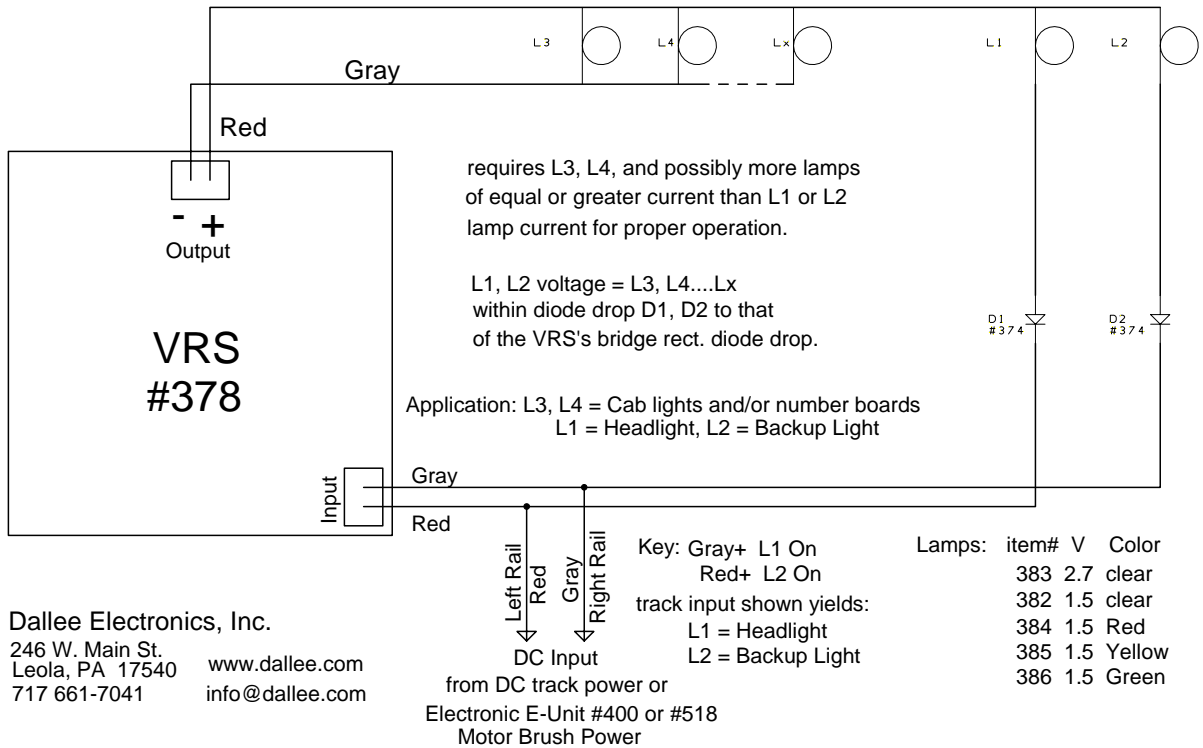 L3
L4
Lx
L1
L2
Gray
Red
- +
Output
VRS
#378
requires L3, L4, and possibly more lamps
of equal or greater current than L1 or L2
lamp current for proper operation.
L1, L2 voltage = L3, L4....Lx
within diode drop D1, D2 to that
of the VRS's bridge rect. diode drop.
D1
#374
D2
#374
Application: L3, L4 = Cab lights and/or number boards
L1 = Headlight, L2 = Backup Light
Input
Gray
Red
Left Rail
Red
Gray
Right Rail
DC Input
from DC track power or
Electronic E-Unit #400 or #518
Motor Brush Power
Key: Gray+ L1 On
Red+ L2 On
track input shown yields:
L1 = Headlight
L2 = Backup Light
Lamps: item# V Color
383 2.7 clear
382 1.5 clear
384 1.5 Red
385 1.5 Yellow
386 1.5 Green
Dallee Electronics, Inc.
246 W. Main St.
Leola, PA 17540
717 661-7041
www.dallee.com
info@dallee.com